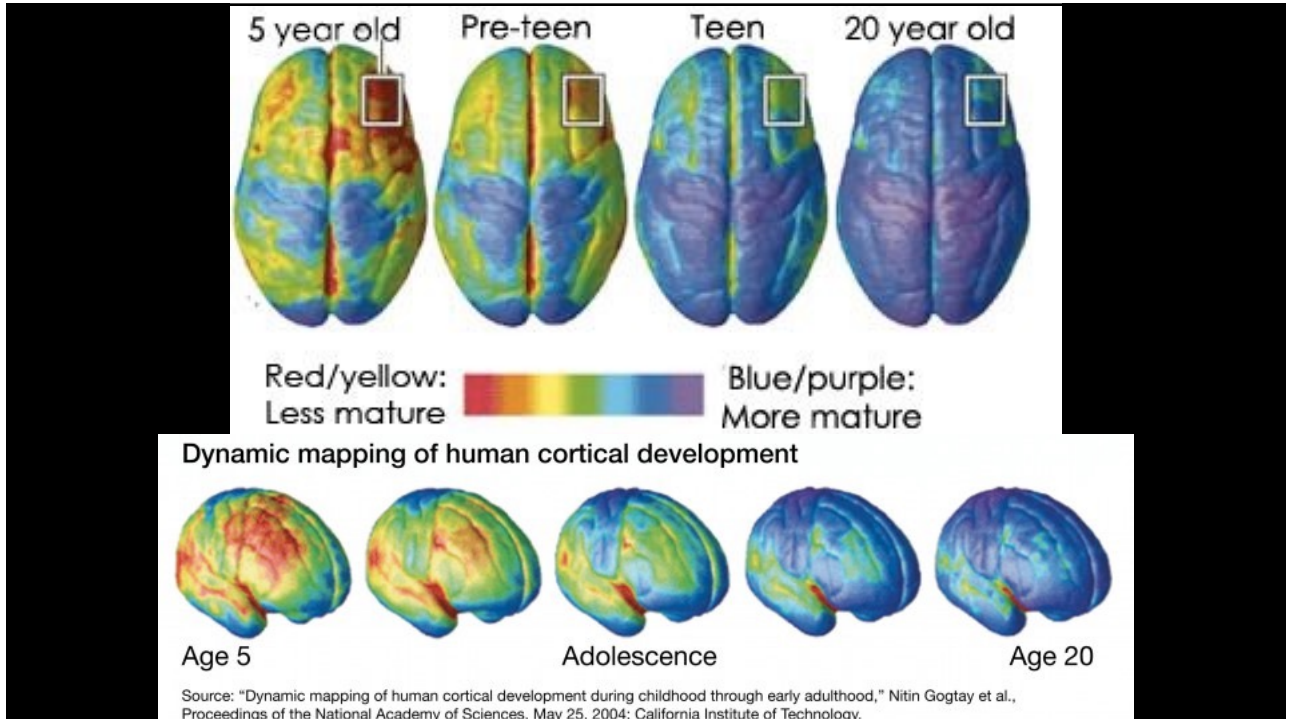 5 year old Pre-teen Teen 20 year old
Red/yellow: Blue/purple:
Less mature More mature
Dynamic mapping of human cortical development
Age 5 Adolescence Age 20
Source: “Dynamic mapping of human cortical development during childhood through early adulthood,” Nitin Gogtay et al.,
Proceedings of the National Academy of Sciences, May 25, 2004; California Institute of Technology.